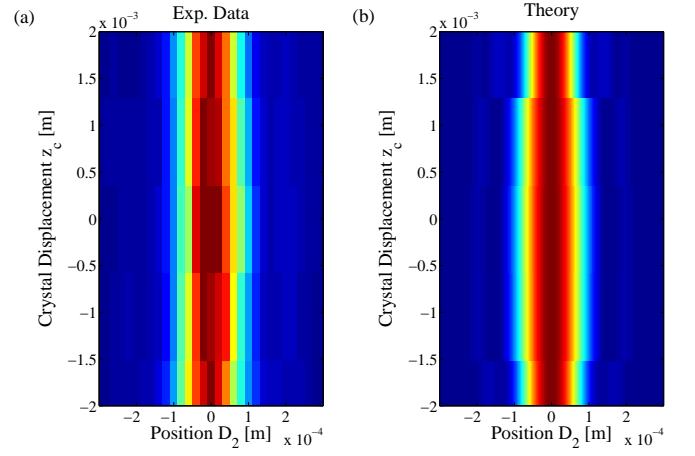 (a)
Exp. Data
x 10⁻³
2
1.5
1
0.5
0
−0.5
−1
−1.5
−2
Crystal Displacement z_c [m]
−2 −1 0 1 2
Position D_2 [m]
x 10⁻⁴
(b)
Theory
x 10⁻³
2
1.5
1
0.5
0
−0.5
−1
−1.5
−2
Crystal Displacement z_c [m]
−2 −1 0 1 2
Position D_2 [m]
x 10⁻⁴